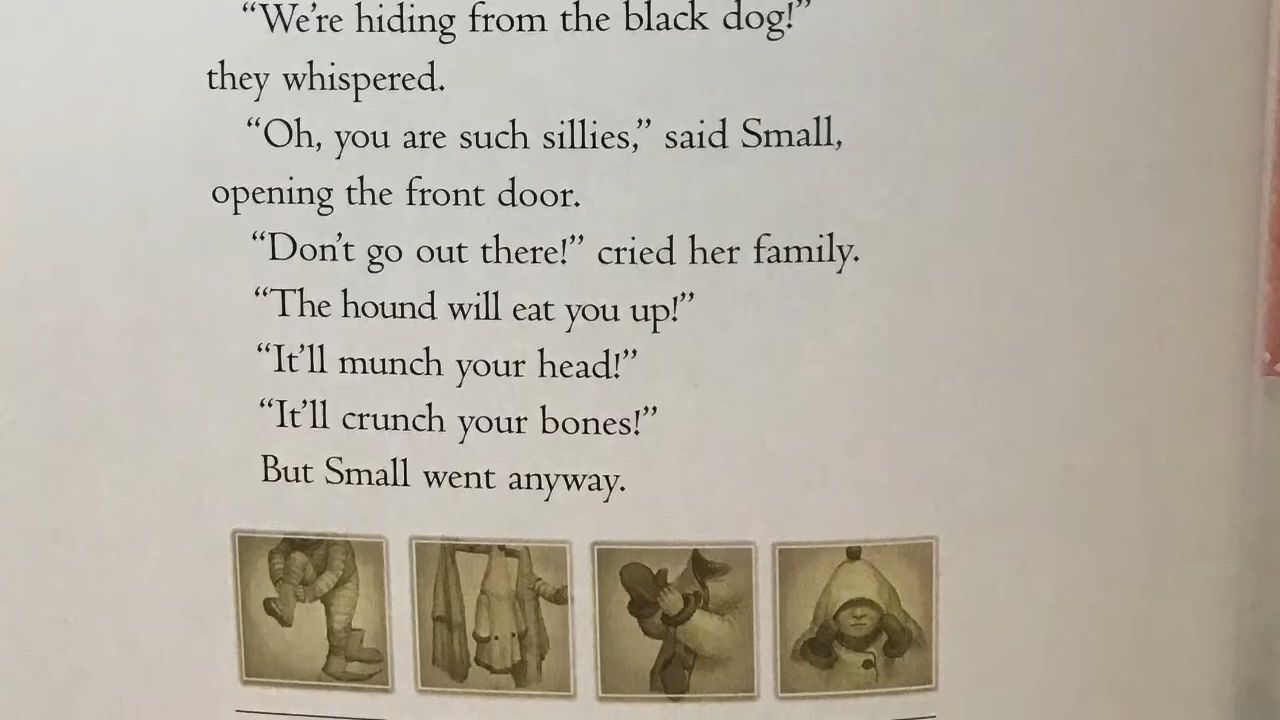 “We’re hiding from the black dog!”
they whispered.
“Oh, you are such sillies,” said Small,
opening the front door.
“Don’t go out there!” cried her family.
“The hound will eat you up!”
“It’ll munch your head!”
“It’ll crunch your bones!”
But Small went anyway.